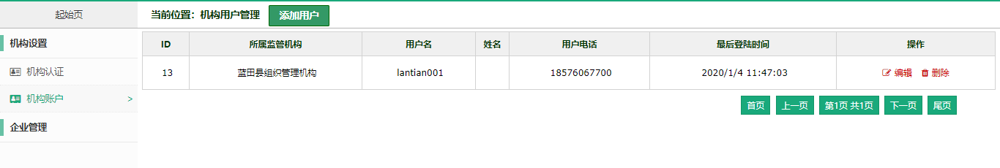 起始页
当前位置：机构用户管理 添加用户
机构设置
机构认证
机构账户 >
企业管理
ID 所属监管机构 用户名 姓名 用户电话 最后登陆时间 操作
13 蓝田县组织管理机构 lantian001 18576067700 2020/1/4 11:47:03 编辑 删除
首页 上一页 第1页 共1页 下一页 尾页